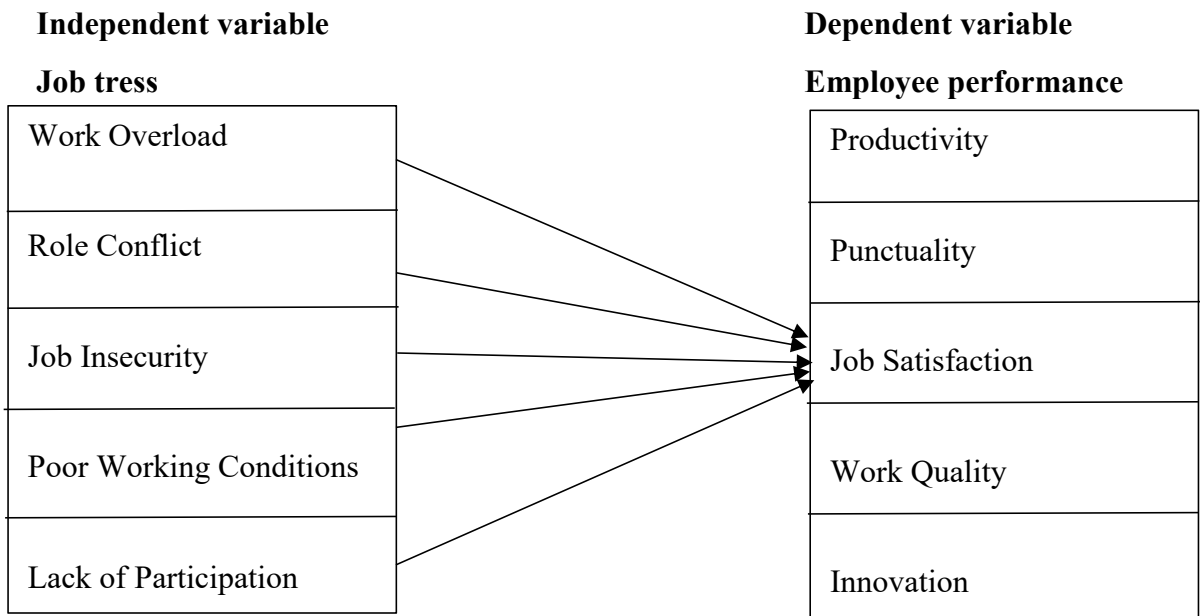 Independent variable
Dependent variable
Job tress
Employee performance
Work Overload
Productivity
Role Conflict
Punctuality
Job Insecurity
Job Satisfaction
Poor Working Conditions
Work Quality
Lack of Participation
Innovation